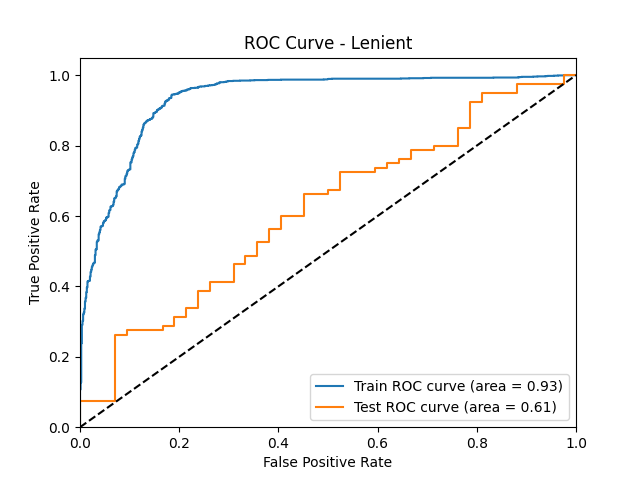 ROC Curve - Lenient
True Positive Rate
1.0
0.8
0.6
0.4
0.2
0.0
Train ROC curve (area = 0.93)
Test ROC curve (area = 0.61)
0.0 0.2 0.4 0.6 0.8 1.0
False Positive Rate